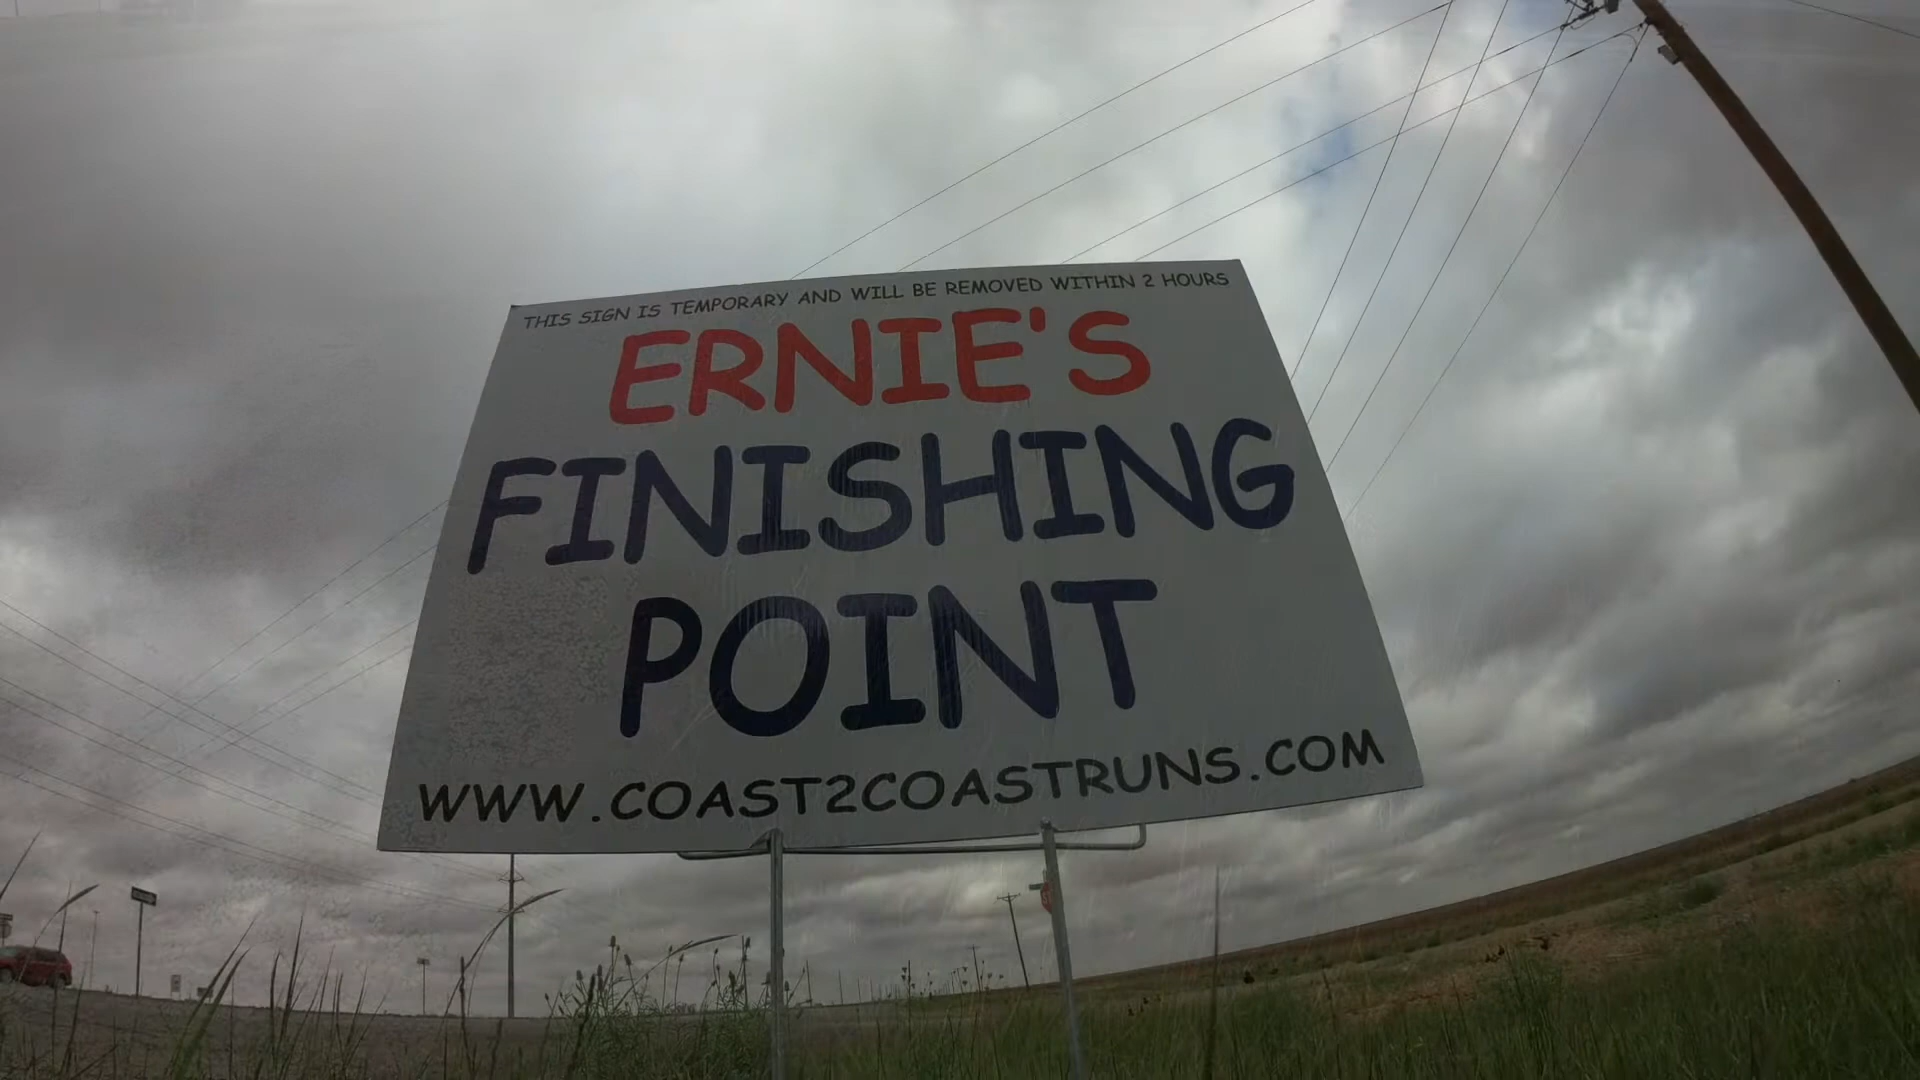 THIS SIGN IS TEMPORARY AND WILL BE REMOVED WITHIN 2 HOURS
ERNIE'S
FINISHING
POINT
WWW.COAST2COASTRUNS.COM